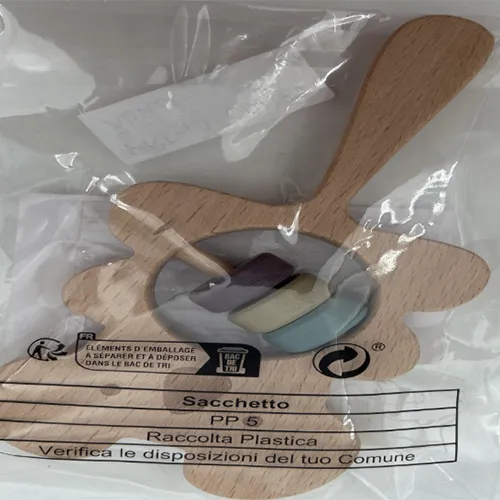 FR
ÉLÉMENTS D'EMBALLAGE
À SÉPARER ET À DÉPOSER
DANS LE BAC DE TRI
BAC
DE
TRI
®
Sacchetto
PP 5
Raccolta Plastica
Verifica le disposizioni del tuo Comune